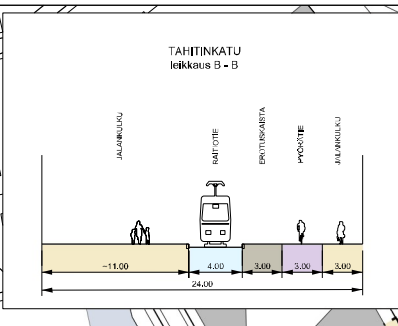 TAHITINKATU
leikkaus B - B
JALANKULKU
RAITIOTIE
EROTUSKAISTA
PYÖRÄTIE
JALANKULKU
~11.00
4.00
3.00
3.00
3.00
24.00